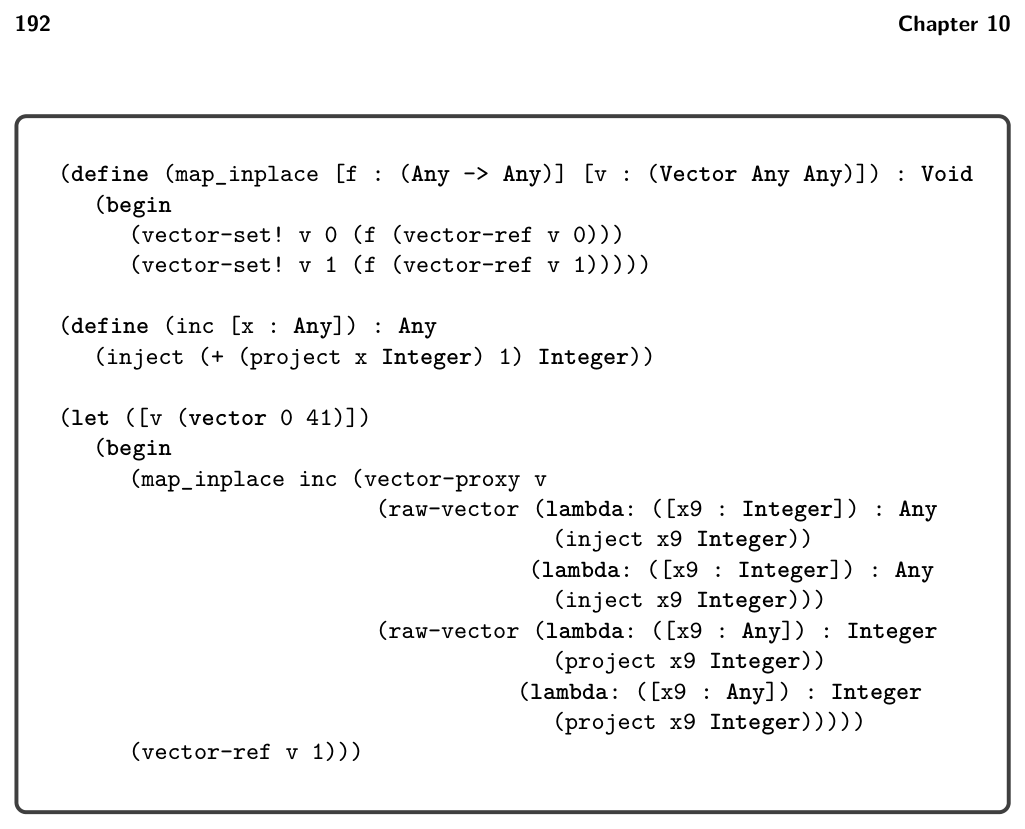 192 Chapter 10
(define (map_inplace [f : (Any -> Any)] [v : (Vector Any Any)]) : Void
(begin
(vector-set! v 0 (f (vector-ref v 0)))
(vector-set! v 1 (f (vector-ref v 1)))))
(define (inc [x : Any]) : Any
(inject (+ (project x Integer) 1) Integer))
(let ([v (vector 0 41)])
(begin
(map_inplace inc (vector-proxy v
(raw-vector (lambda: ([x9 : Integer]) : Any
(inject x9 Integer))
(lambda: ([x9 : Integer]) : Any
(inject x9 Integer)))
(raw-vector (lambda: ([x9 : Any]) : Integer
(project x9 Integer))
(lambda: ([x9 : Any]) : Integer
(project x9 Integer)))))
(vector-ref v 1)))